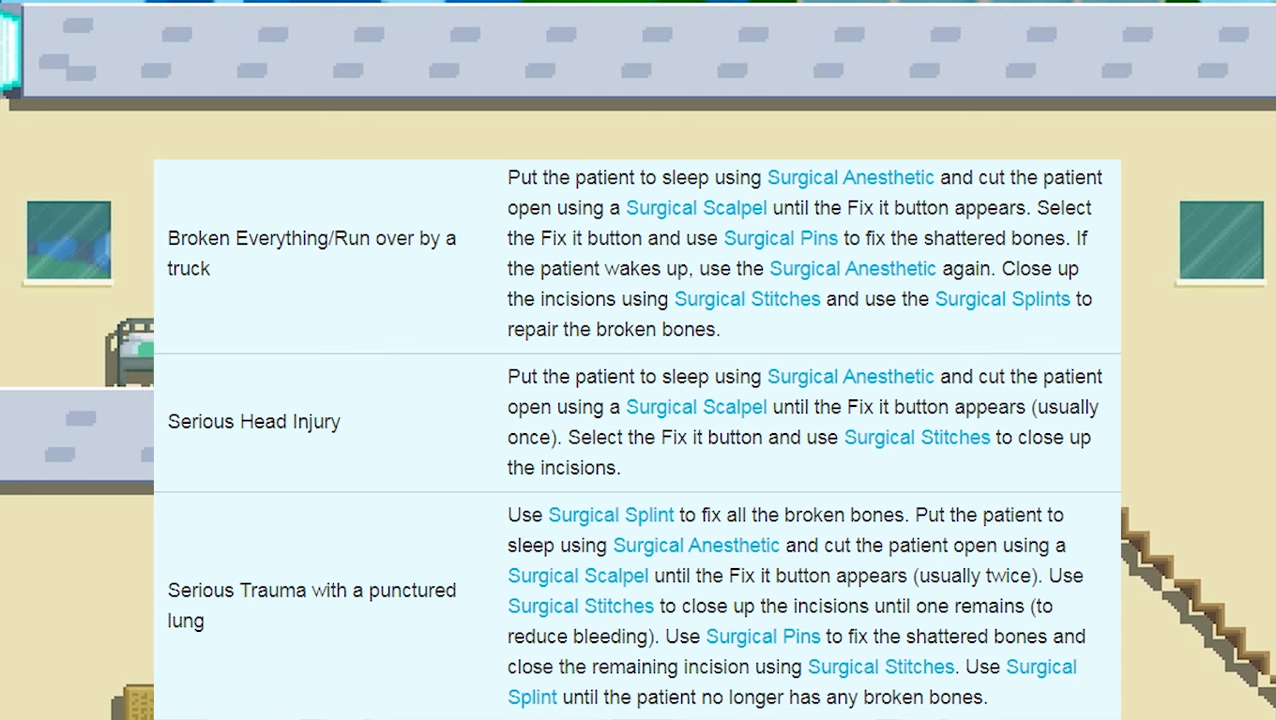 Put the patient to sleep using Surgical Anesthetic and cut the patient
open using a Surgical Scalpel until the Fix it button appears. Select
Broken Everything/Run over by a
truck
the Fix it button and use Surgical Pins to fix the shattered bones. If
the patient wakes up, use the Surgical Anesthetic again. Close up
the incisions using Surgical Stitches and use the Surgical Splints to
repair the broken bones.
Serious Head Injury
Put the patient to sleep using Surgical Anesthetic and cut the patient
open using a Surgical Scalpel until the Fix it button appears (usually
once). Select the Fix it button and use Surgical Stitches to close up
the incisions.
Serious Trauma with a punctured
lung
Use Surgical Splint to fix all the broken bones. Put the patient to
sleep using Surgical Anesthetic and cut the patient open using a
Surgical Scalpel until the Fix it button appears (usually twice). Use
Surgical Stitches to close up the incisions until one remains (to
reduce bleeding). Use Surgical Pins to fix the shattered bones and
close the remaining incision using Surgical Stitches. Use Surgical
Splint until the patient no longer has any broken bones.